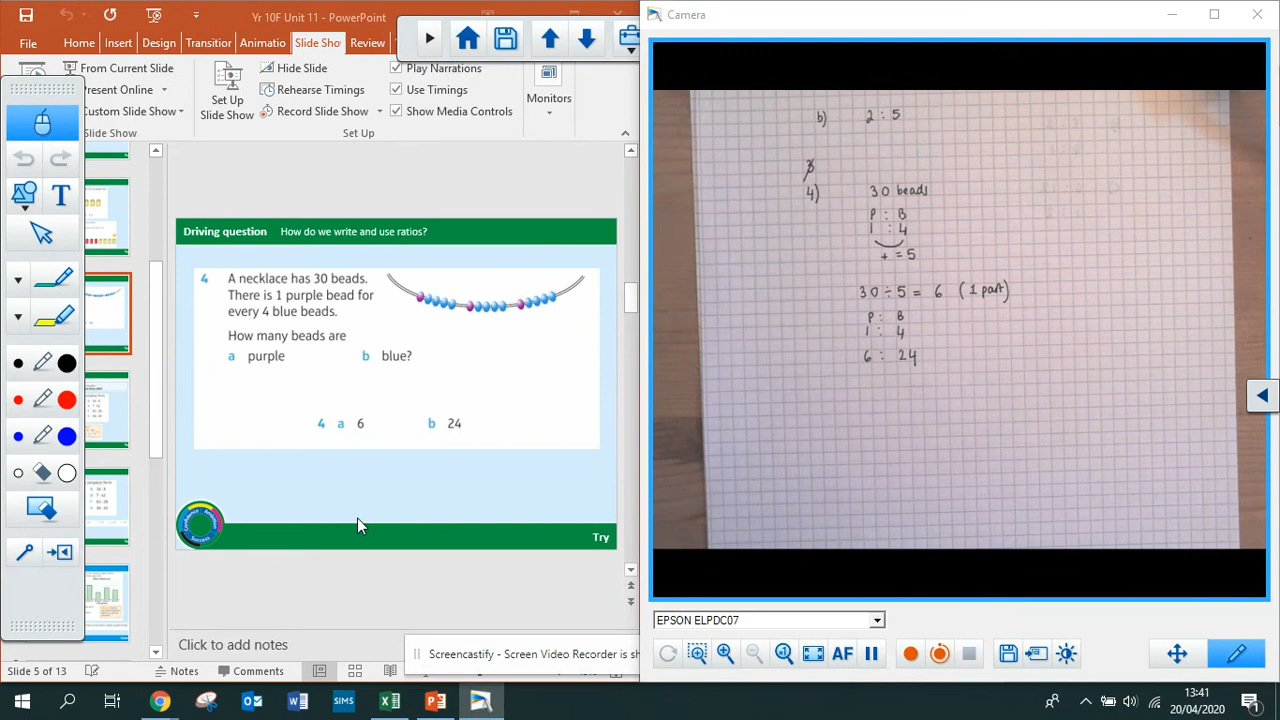 Yr 10F Unit 11 - PowerPoint
File Home Insert Design Transitior Animatio Slide Sho Review
From Current Slide
Present Online
Custom Slide Show
Slide Show
Set Up Slide Show
Hide Slide
Rehearse Timings
Record Slide Show
Set Up
Play Narrations
Use Timings
Show Media Controls
Monitors
T
Driving question How do we write and use ratios?
4 A necklace has 30 beads.
There is 1 purple bead for
every 4 blue beads.
How many beads are
a purple b blue?
4 a 6 b 24
Try
Click to add notes
Screencastify - Screen Video Recorder is sh
Slide 5 of 13 Notes Comments
Camera
b) 2 : 5
4) 30 beads
P : B
1 : 4
+ = 5
30 ÷ 5 = 6 (1 part)
P : B
1 : 4
6 : 24
EPSON ELPDC07
AF
SIMS
13:41
20/04/2020